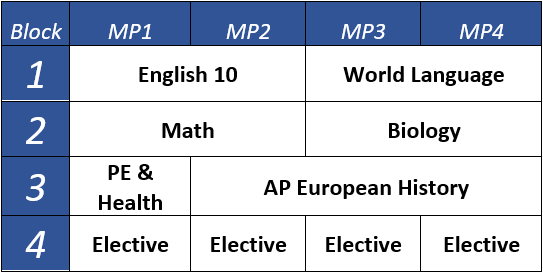 Block MP1 MP2 MP3 MP4
1 English 10 World Language
2 Math Biology
3 PE & Health AP European History
4 Elective Elective Elective Elective